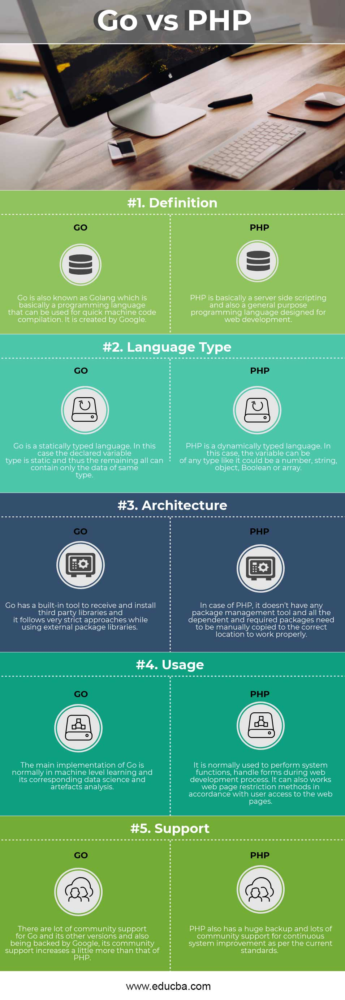 Go vs PHP
#1. Definition
GO
Go is also known as Golang which is
basically a programming language
that can be used for quick machine code
compilation. It is created by Google.
PHP
PHP is basically a server side scripting
and also a general purpose
programming language designed for
web development.
#2. Language Type
GO
Go is a statically typed language. In this
case the declared variable
type is static and thus the remaining all can
contain only the data of same
type.
PHP
PHP is a dynamically typed language. In
this case, the variable can be
of any type like it could be a number, string,
object, Boolean or array.
#3. Architecture
GO
Go has a built-in tool to receive and install
third party libraries and
it follows very strict approaches while
using external package libraries.
PHP
In case of PHP, it doesn’t have any
package management tool and all the
dependent and required packages need
to be manually copied to the correct
location to work properly.
#4. Usage
GO
The main implementation of Go is
normally in machine level learning and
its corresponding data science and
artefacts analysis.
PHP
It is normally used to perform system
functions, handle forms during web
development process. It can also works
web page restriction methods in
accordance with user access to the web
pages.
#5. Support
GO
There are lot of community support
for Go and its other versions and also
being backed by Google, its community
support increases a little more than that of
PHP.
PHP
PHP also has a huge backup and lots of
community support for continuous
system improvement as per the current
standards.
www.educba.com